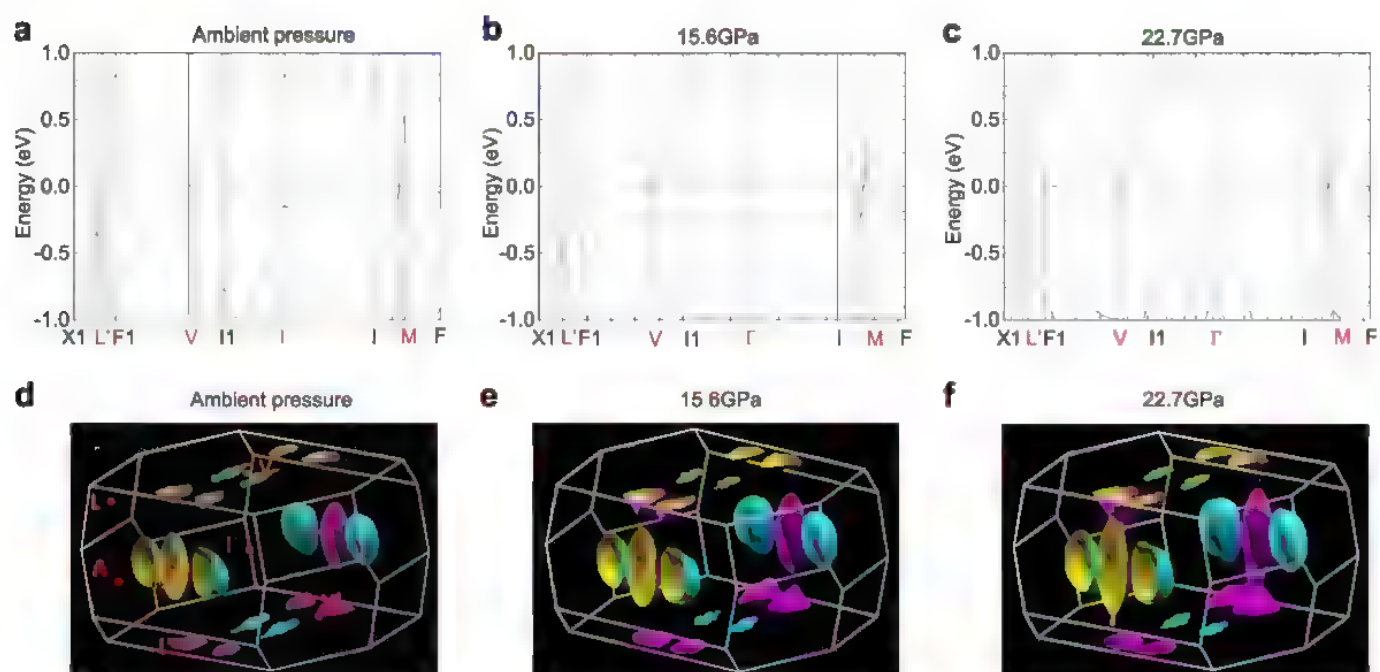 a Ambient pressure b 15.6GPa c 22.7GPa
1.0 1.0 1.0
0.5 0.5 0.5
0.0 0.0 0.0
-0.5 -0.5 -0.5
-1.0 -1.0 -1.0
Energy (eV) Energy (eV) Energy (eV)
X1 L' F1 V I1 I M F X1 L' F1 V I1 Γ I M F X1 L' F1 V I1 Γ I M F
d Ambient pressure e 15 6GPa f 22.7GPa
V
L
Γ